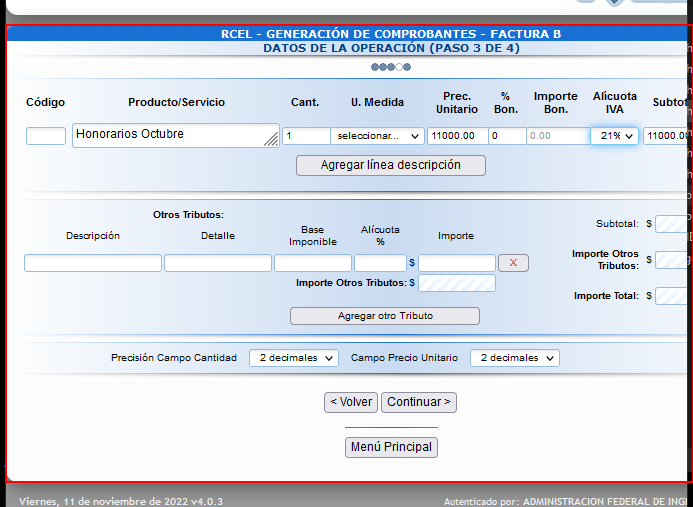 RCEL - GENERACIÓN DE COMPROBANTES - FACTURA B
DATOS DE LA OPERACIÓN (PASO 3 DE 4)
Código Producto/Servicio Cant. U. Medida Prec. Unitario % Bon. Importe Bon. Alícuota IVA Subto
Honorarios Octubre 1 seleccionar... 11000.00 0 0.00 21% 11000.00
Agregar línea descripción
Otros Tributos:
Descripción Detalle Base Imponible Alícuota % Importe
$ X
Importe Otros Tributos: $
Agregar otro Tributo
Subtotal: $
Importe Otros Tributos: $
Importe Total: $
Precisión Campo Cantidad 2 decimales Campo Precio Unitario 2 decimales
< Volver Continuar >
Menú Principal
Viernes, 11 de noviembre de 2022 v4.0.3 Autenticado por: ADMINISTRACION FEDERAL DE ING